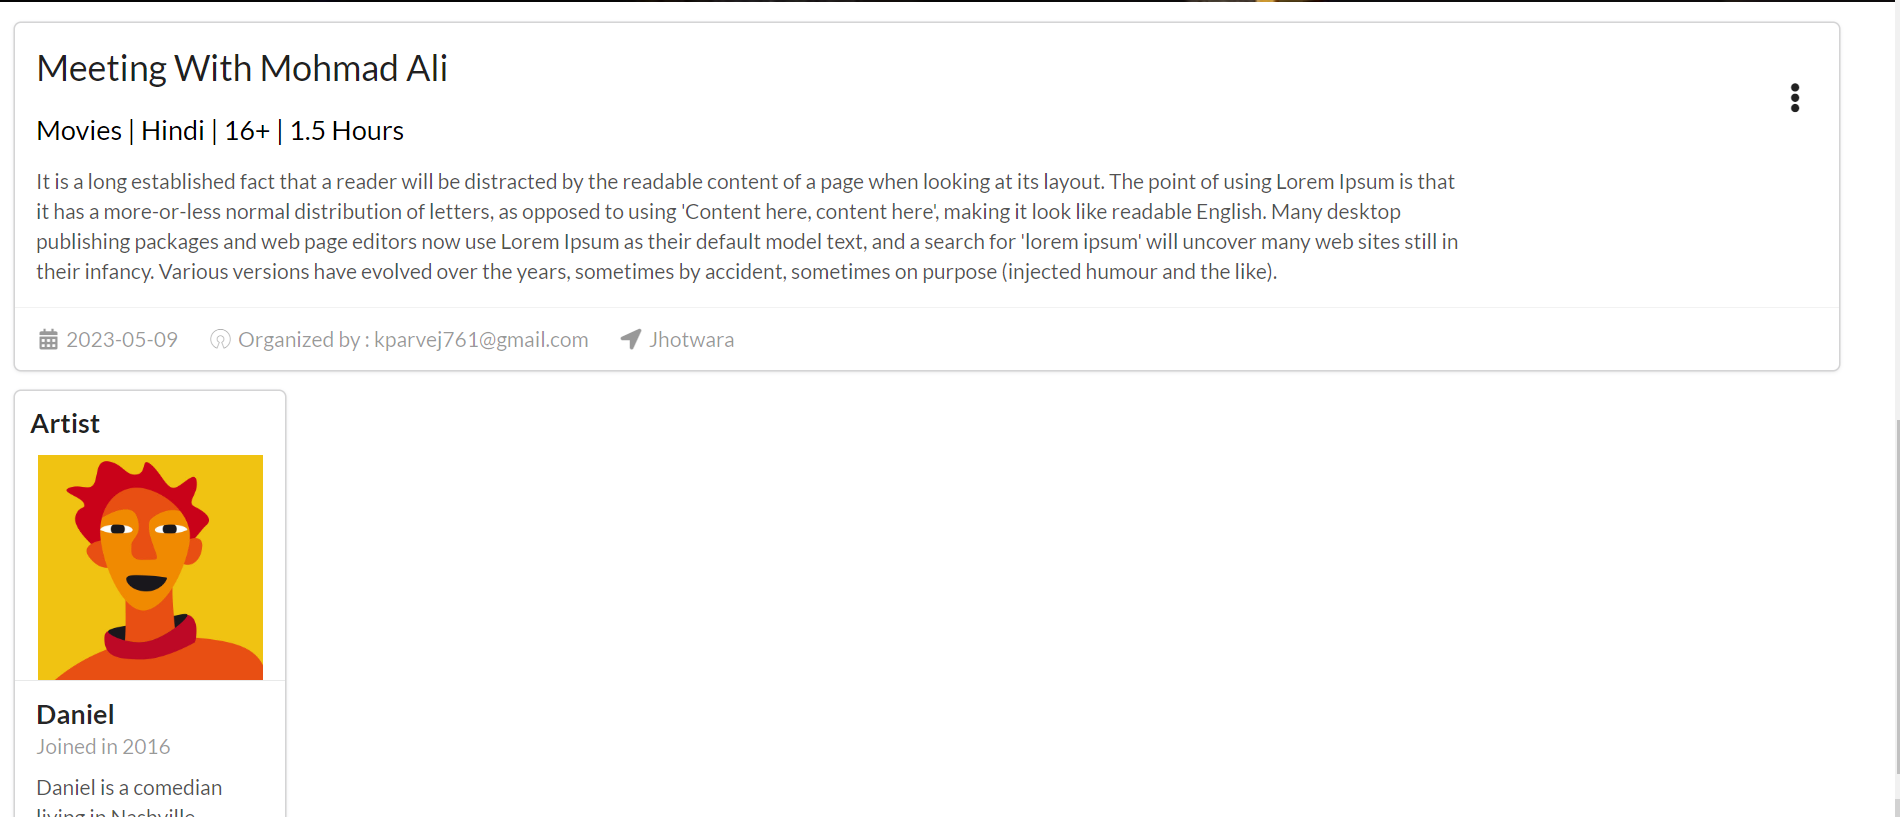 Meeting With Mohmad Ali
Movies | Hindi | 16+ | 1.5 Hours
It is a long established fact that a reader will be distracted by the readable content of a page when looking at its layout. The point of using Lorem Ipsum is that
it has a more-or-less normal distribution of letters, as opposed to using 'Content here, content here', making it look like readable English. Many desktop
publishing packages and web page editors now use Lorem Ipsum as their default model text, and a search for 'lorem ipsum' will uncover many web sites still in
their infancy. Various versions have evolved over the years, sometimes by accident, sometimes on purpose (injected humour and the like).
2023-05-09 Organized by : kparvej761@gmail.com Jhotwara
Artist
Daniel
Joined in 2016
Daniel is a comedian
living in Nashville